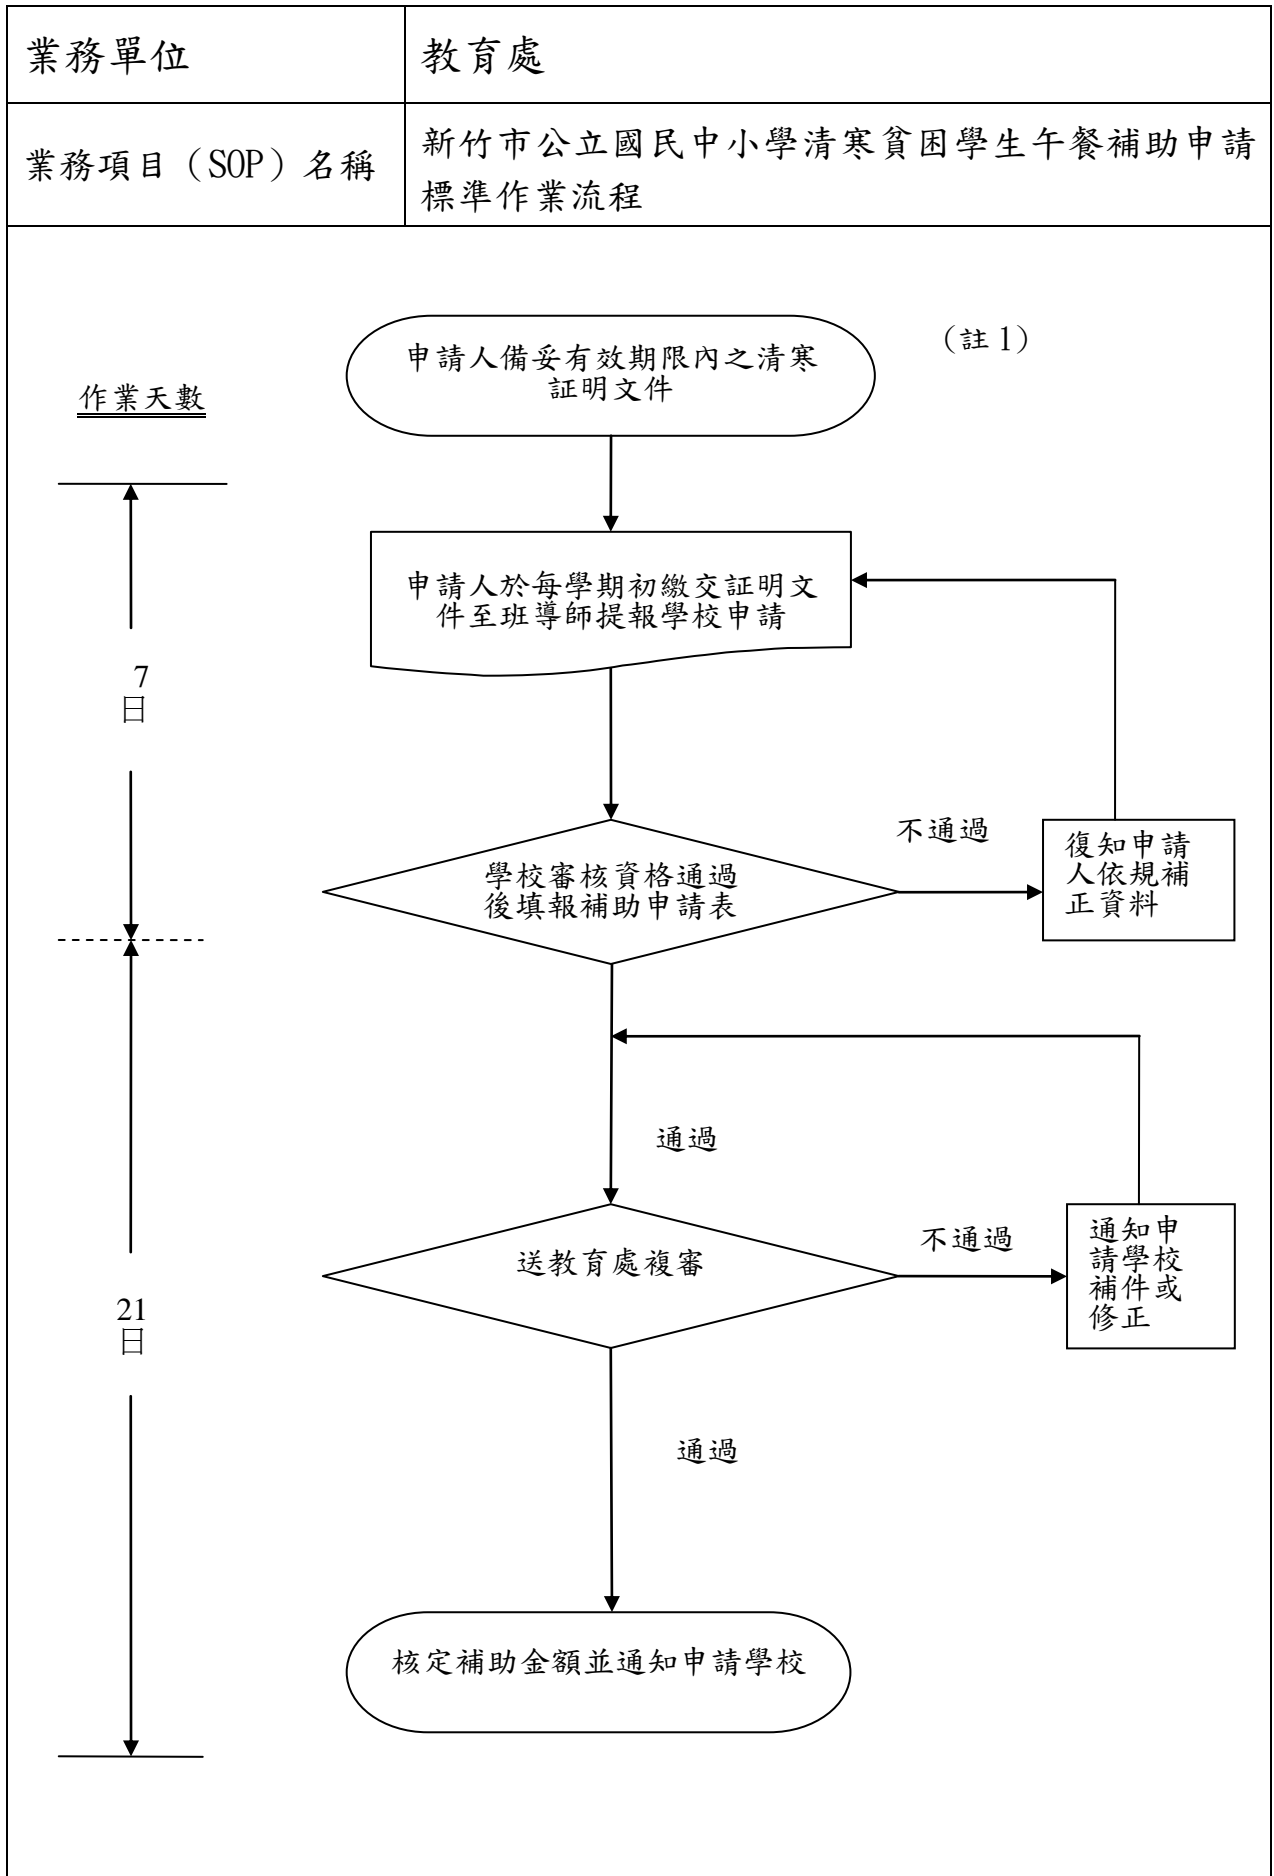 業務單位
教育處
業務項目（SOP）名稱
新竹市公立國民中小學清寒貧困學生午餐補助申請
標準作業流程
申請人備妥有效期限內之清寒
証明文件
（註 1）
作業天數
申請人於每學期初繳交証明文
件至班導師提報學校申請
7
日
學校審核資格通過
後填報補助申請表
不通過
復知申請
人依規補
正資料
通過
送教育處複審
不通過
通知申
請學校
補件或
修正
21
日
通過
核定補助金額並通知申請學校